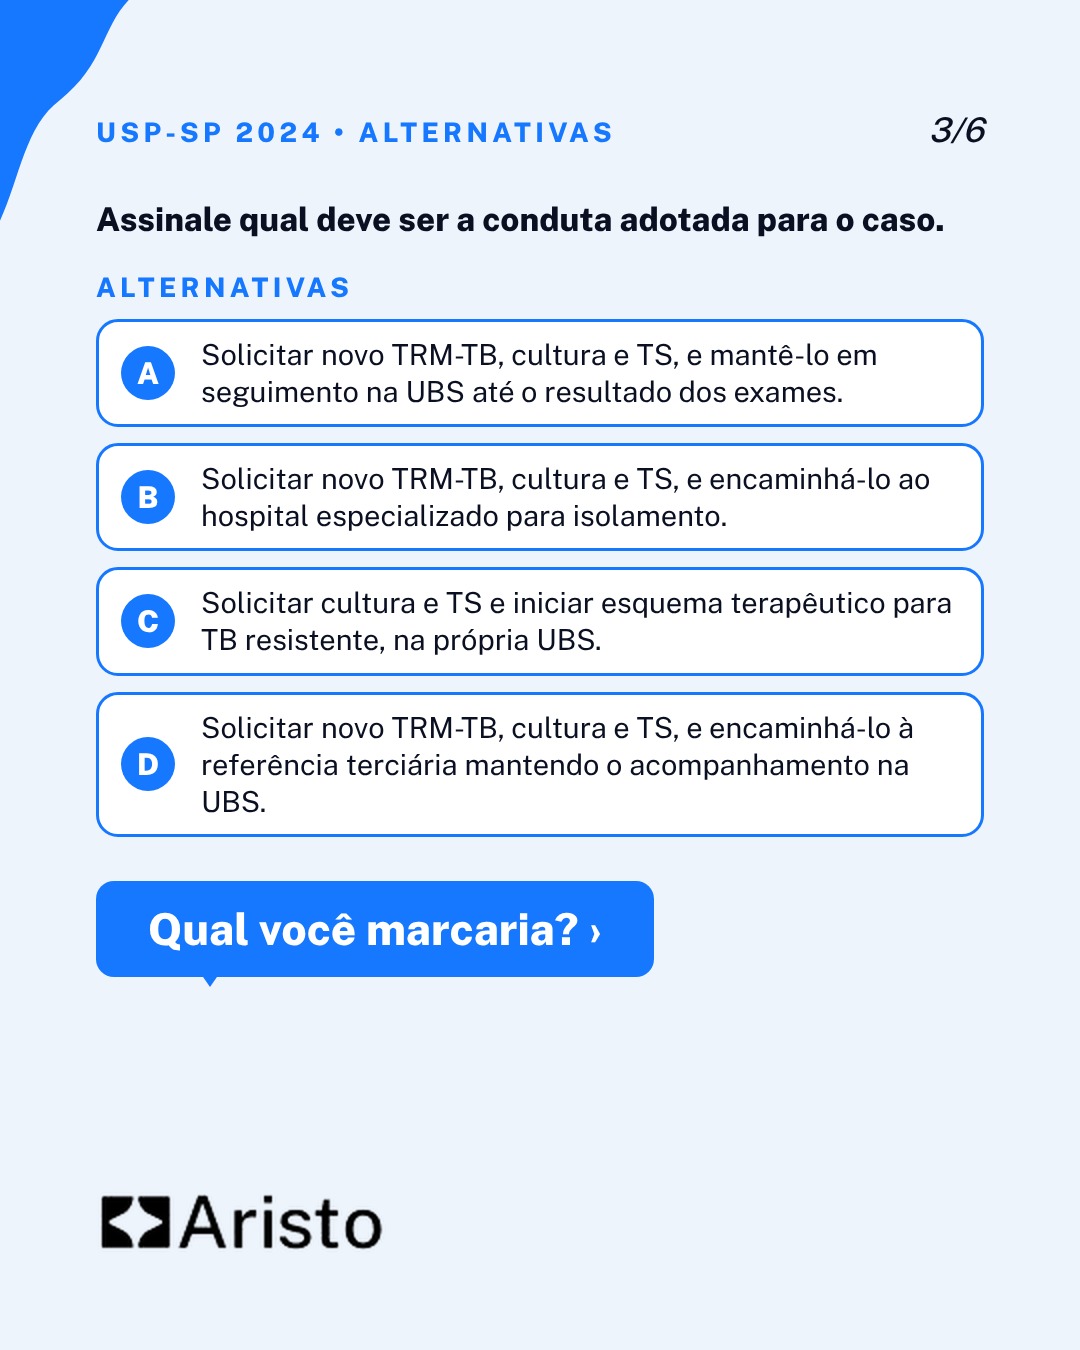 USP-SP 2024 • ALTERNATIVAS
3/6
Assinale qual deve ser a conduta adotada para o caso.
ALTERNATIVAS
A
Solicitar novo TRM-TB, cultura e TS, e mantê-lo em
seguimento na UBS até o resultado dos exames.
B
Solicitar novo TRM-TB, cultura e TS, e encaminhá-lo ao
hospital especializado para isolamento.
C
Solicitar cultura e TS e iniciar esquema terapêutico para
TB resistente, na própria UBS.
D
Solicitar novo TRM-TB, cultura e TS, e encaminhá-lo à
referência terciária mantendo o acompanhamento na
UBS.
Qual você marcaria? ›
Aristo